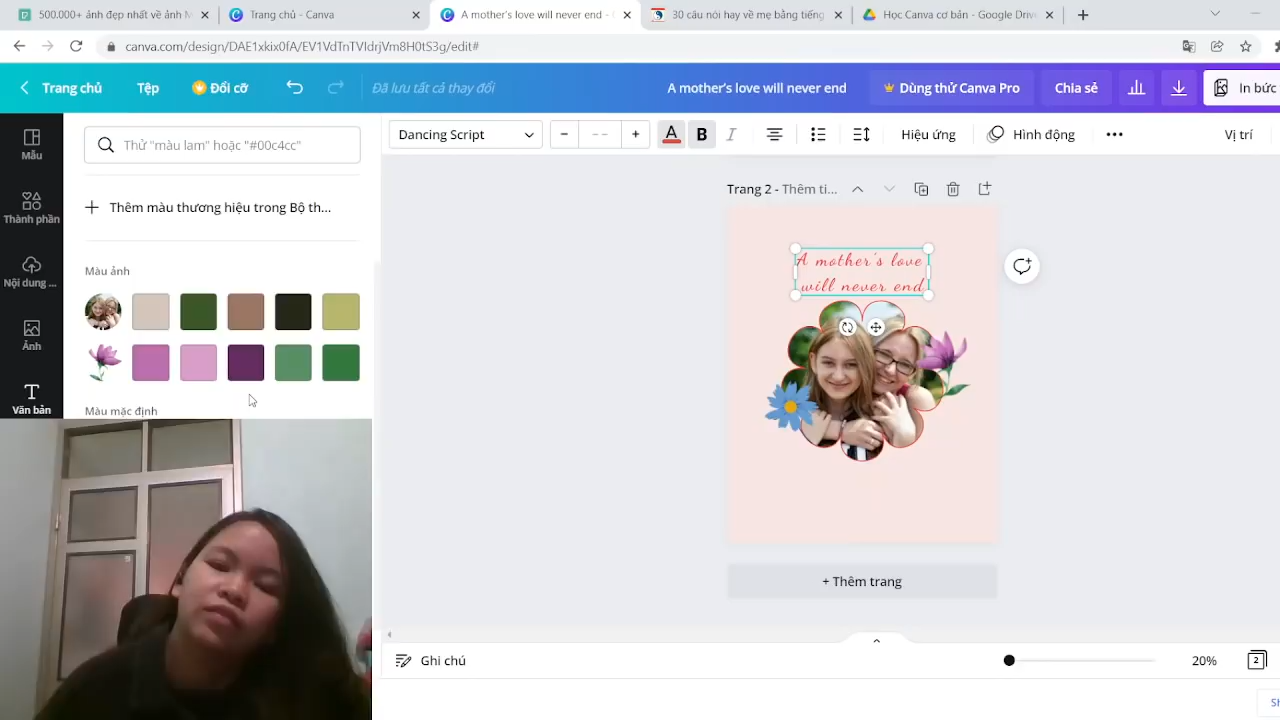 500.000+ ảnh đẹp nhất về ảnh M
Trang chủ - Canva
A mother's love will never end -
30 câu nói hay về mẹ bằng tiếng
Học Canva cơ bản - Google Driv
canva.com/design/DAE1xkix0fA/EV1VdTnTVIdrjVm8H0tS3g/edit#
Trang chủ
Tệp
Đổi cỡ
Đã lưu tất cả thay đổi
A mother's love will never end
Dùng thử Canva Pro
Chia sẻ
In bức
Dancing Script
A
B
I
Hiệu ứng
Hình động
Vị trí
Mẫu
Thành phần
Nội dung ...
Ảnh
Văn bản
Thử "màu lam" hoặc "#00c4cc"
Thêm màu thương hiệu trong Bộ th...
Màu ảnh
Màu mặc định
Trang 2 - Thêm ti...
A mother's love
will never end
+ Thêm trang
Ghi chú
20%
2